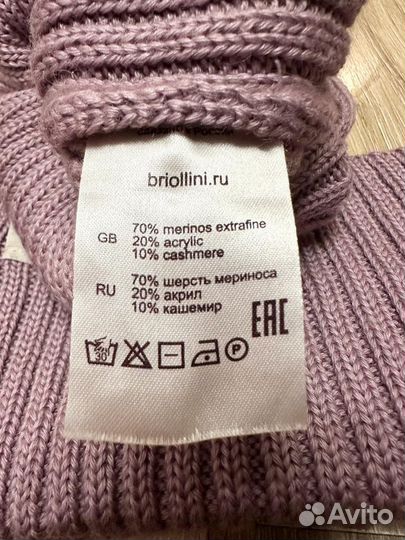 briollini.ru
GB
70% merinos extrafine
20% acrylic
10% cashmere
RU
70% шерсть мериноса
20% акрил
10% кашемир
EAC
30
P
Avito